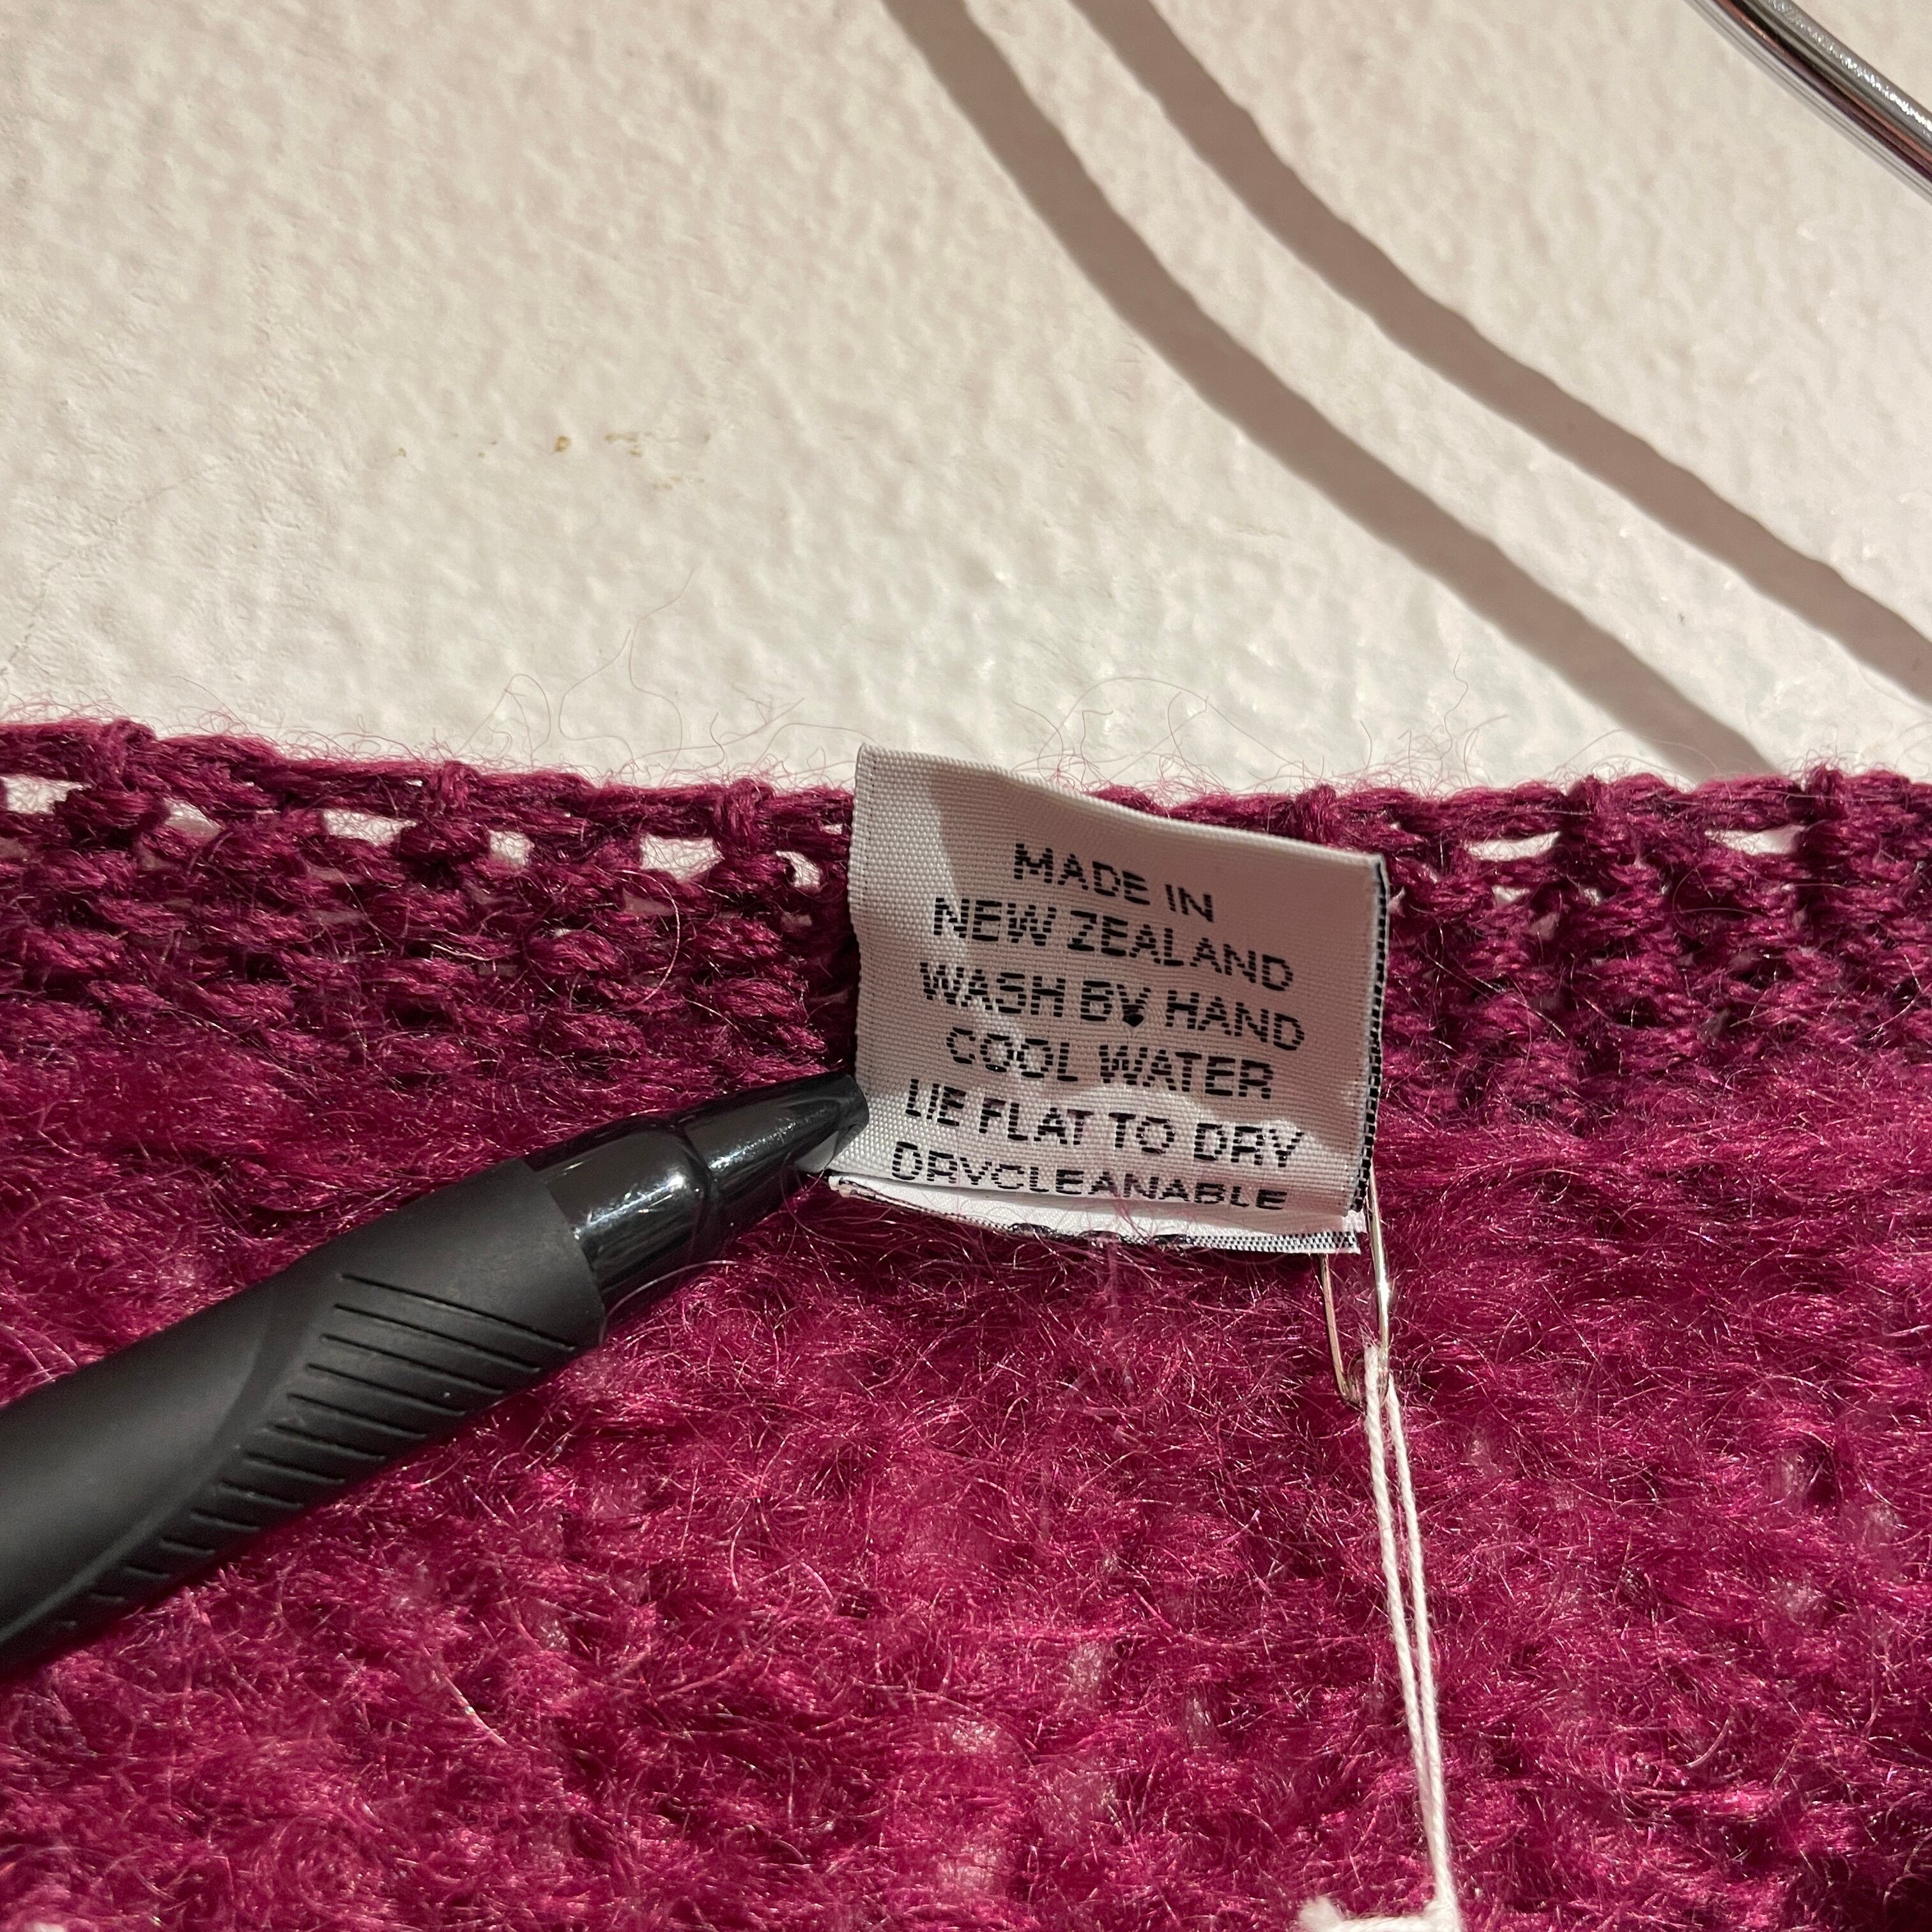 MADE IN
NEW ZEALAND
WASH BY HAND
COOL WATER
LIE FLAT TO DRY
DRYCLEANABLE